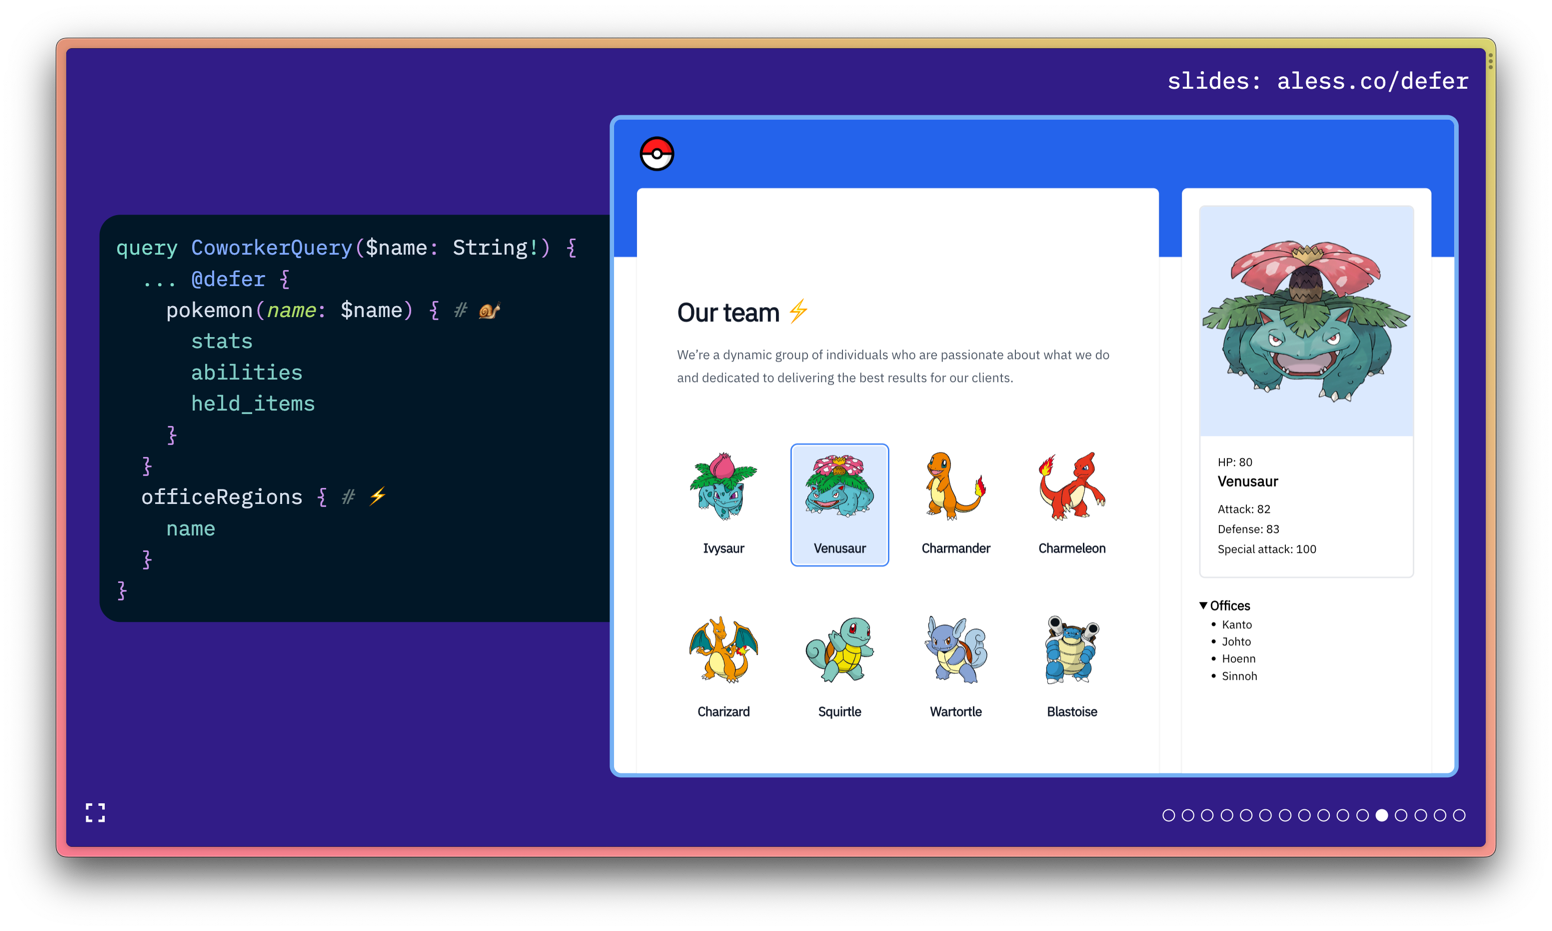 slides: aless.co/defer
query CoworkerQuery($name: String!) {
... @defer {
pokemon(name: $name) { # 🐌
stats
abilities
held_items
}
}
officeRegions { # ⚡
name
}
}
Our team ⚡
We’re a dynamic group of individuals who are passionate about what we do
and dedicated to delivering the best results for our clients.
Ivysaur
Venusaur
Charmander
Charmeleon
Charizard
Squirtle
Wartortle
Blastoise
HP: 80
Venusaur
Attack: 82
Defense: 83
Special attack: 100
▼ Offices
• Kanto
• Johto
• Hoenn
• Sinnoh